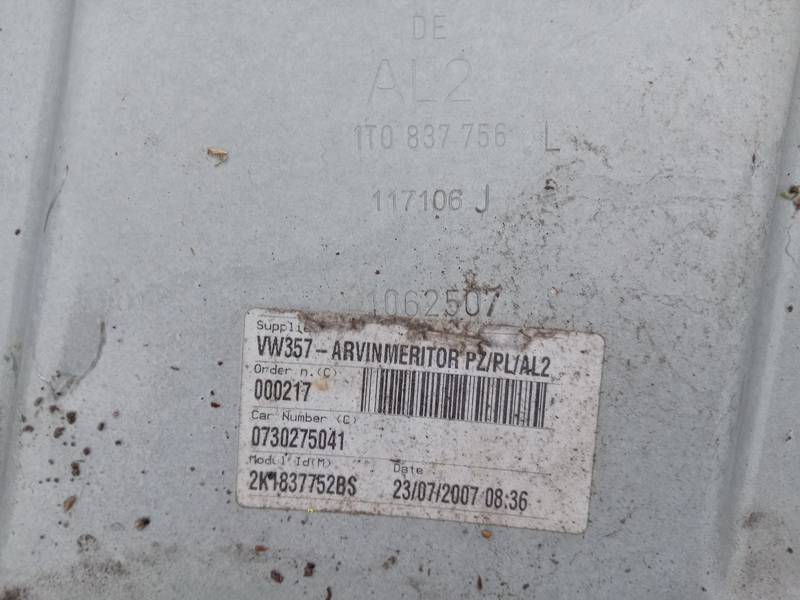 DE
AL2
1T0 837 756 L
117106 J
1062507
VW357-ARVINMERITOR PZ/PL/AL2
Order n.(C)
000217
Car Number (C)
0730275041
Modul Id(M)
Date
2K1837752BS
23/07/2007 08:36